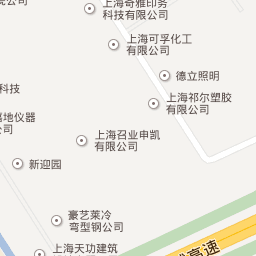 上海奇雅印务
科技有限公司
公司
上海可孚化工
有限公司
德立照明
科技
上海祁尔塑胶
有限公司
仪器
公司
上海召业申凯
有限公司
新迎园
豪艺莱冷
弯型钢公司
高速
上海天功建筑